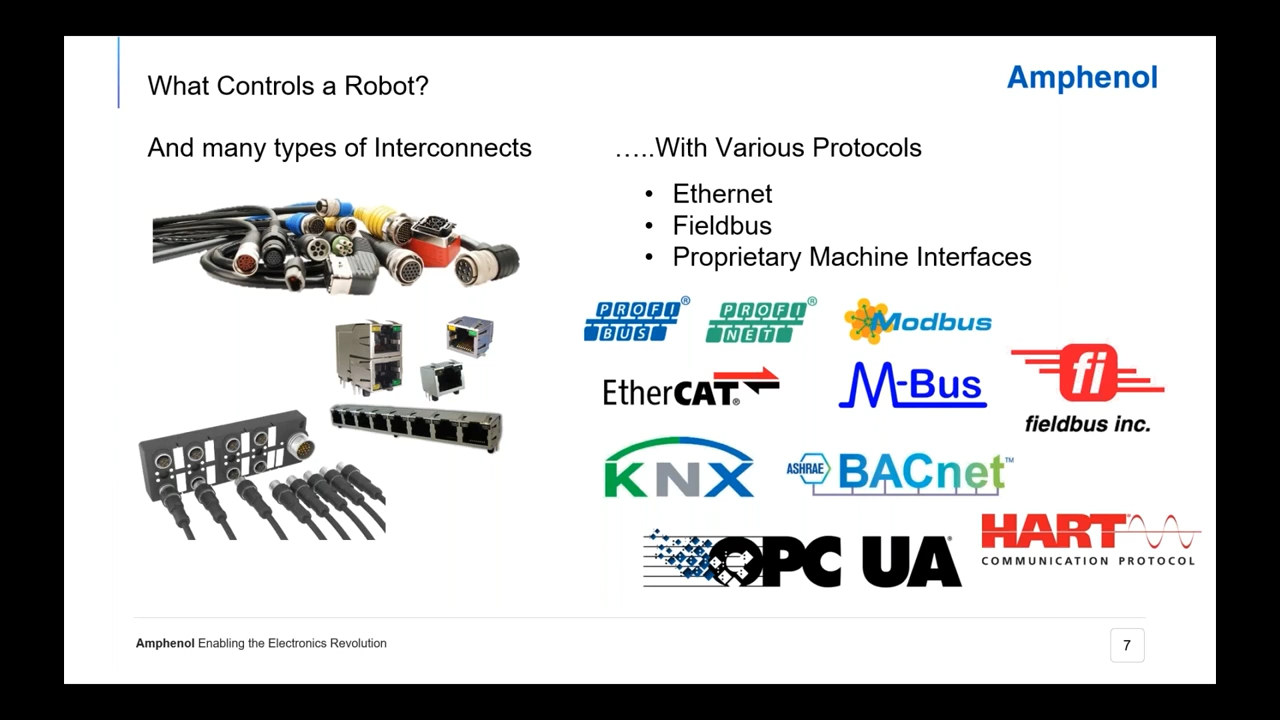 What Controls a Robot?
Amphenol
And many types of Interconnects
…..With Various Protocols
• Ethernet
• Fieldbus
• Proprietary Machine Interfaces
PROFI BUS®
PROFI NET®
Modbus
EtherCAT®
M-Bus
fi
fieldbus inc.
KNX
ASHRAE BACnet™
OPC UA
HART
COMMUNICATION PROTOCOL
Amphenol Enabling the Electronics Revolution
7